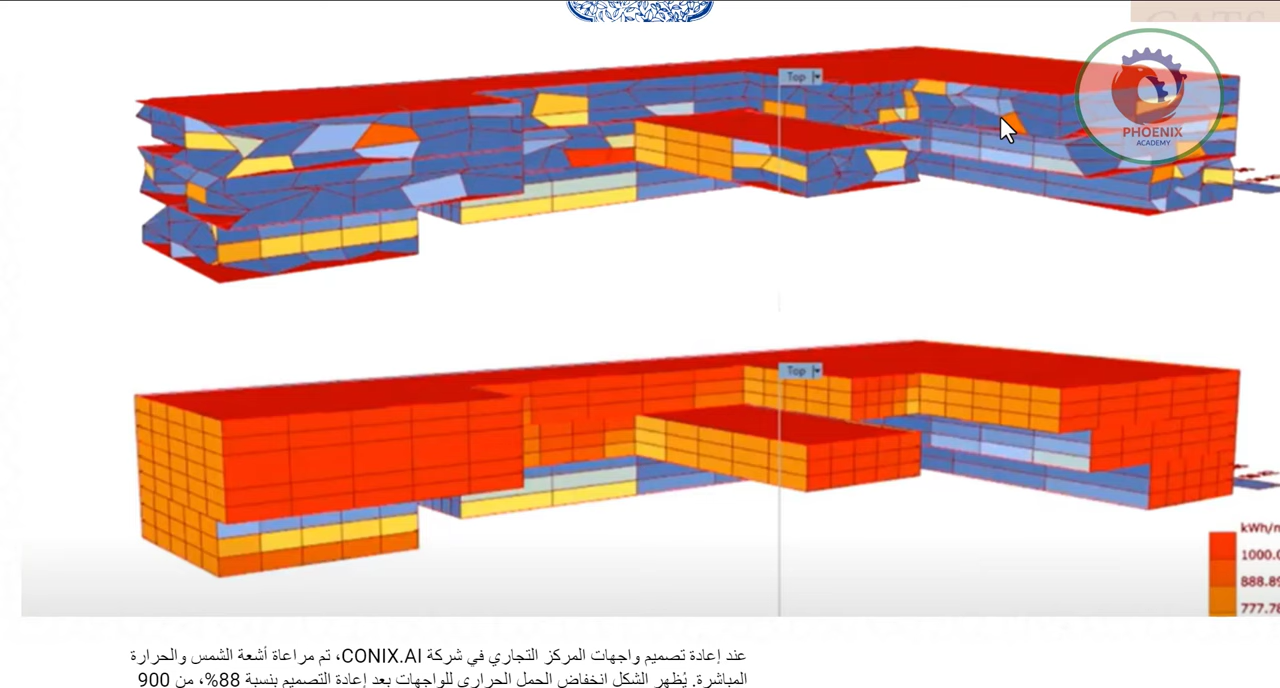 CATS
Top
PHOENIX
ACADEMY
Top
kWh/m
1000.0
888.89
777.78
عند إعادة تصميم واجهات المركز التجاري في شركة CONIX.AI، تم مراعاة أشعة الشمس والحرارة
المباشرة. يُظهر الشكل انخفاض الحمل الحراري للواجهات بعد إعادة التصميم بنسبة 88%، من 900